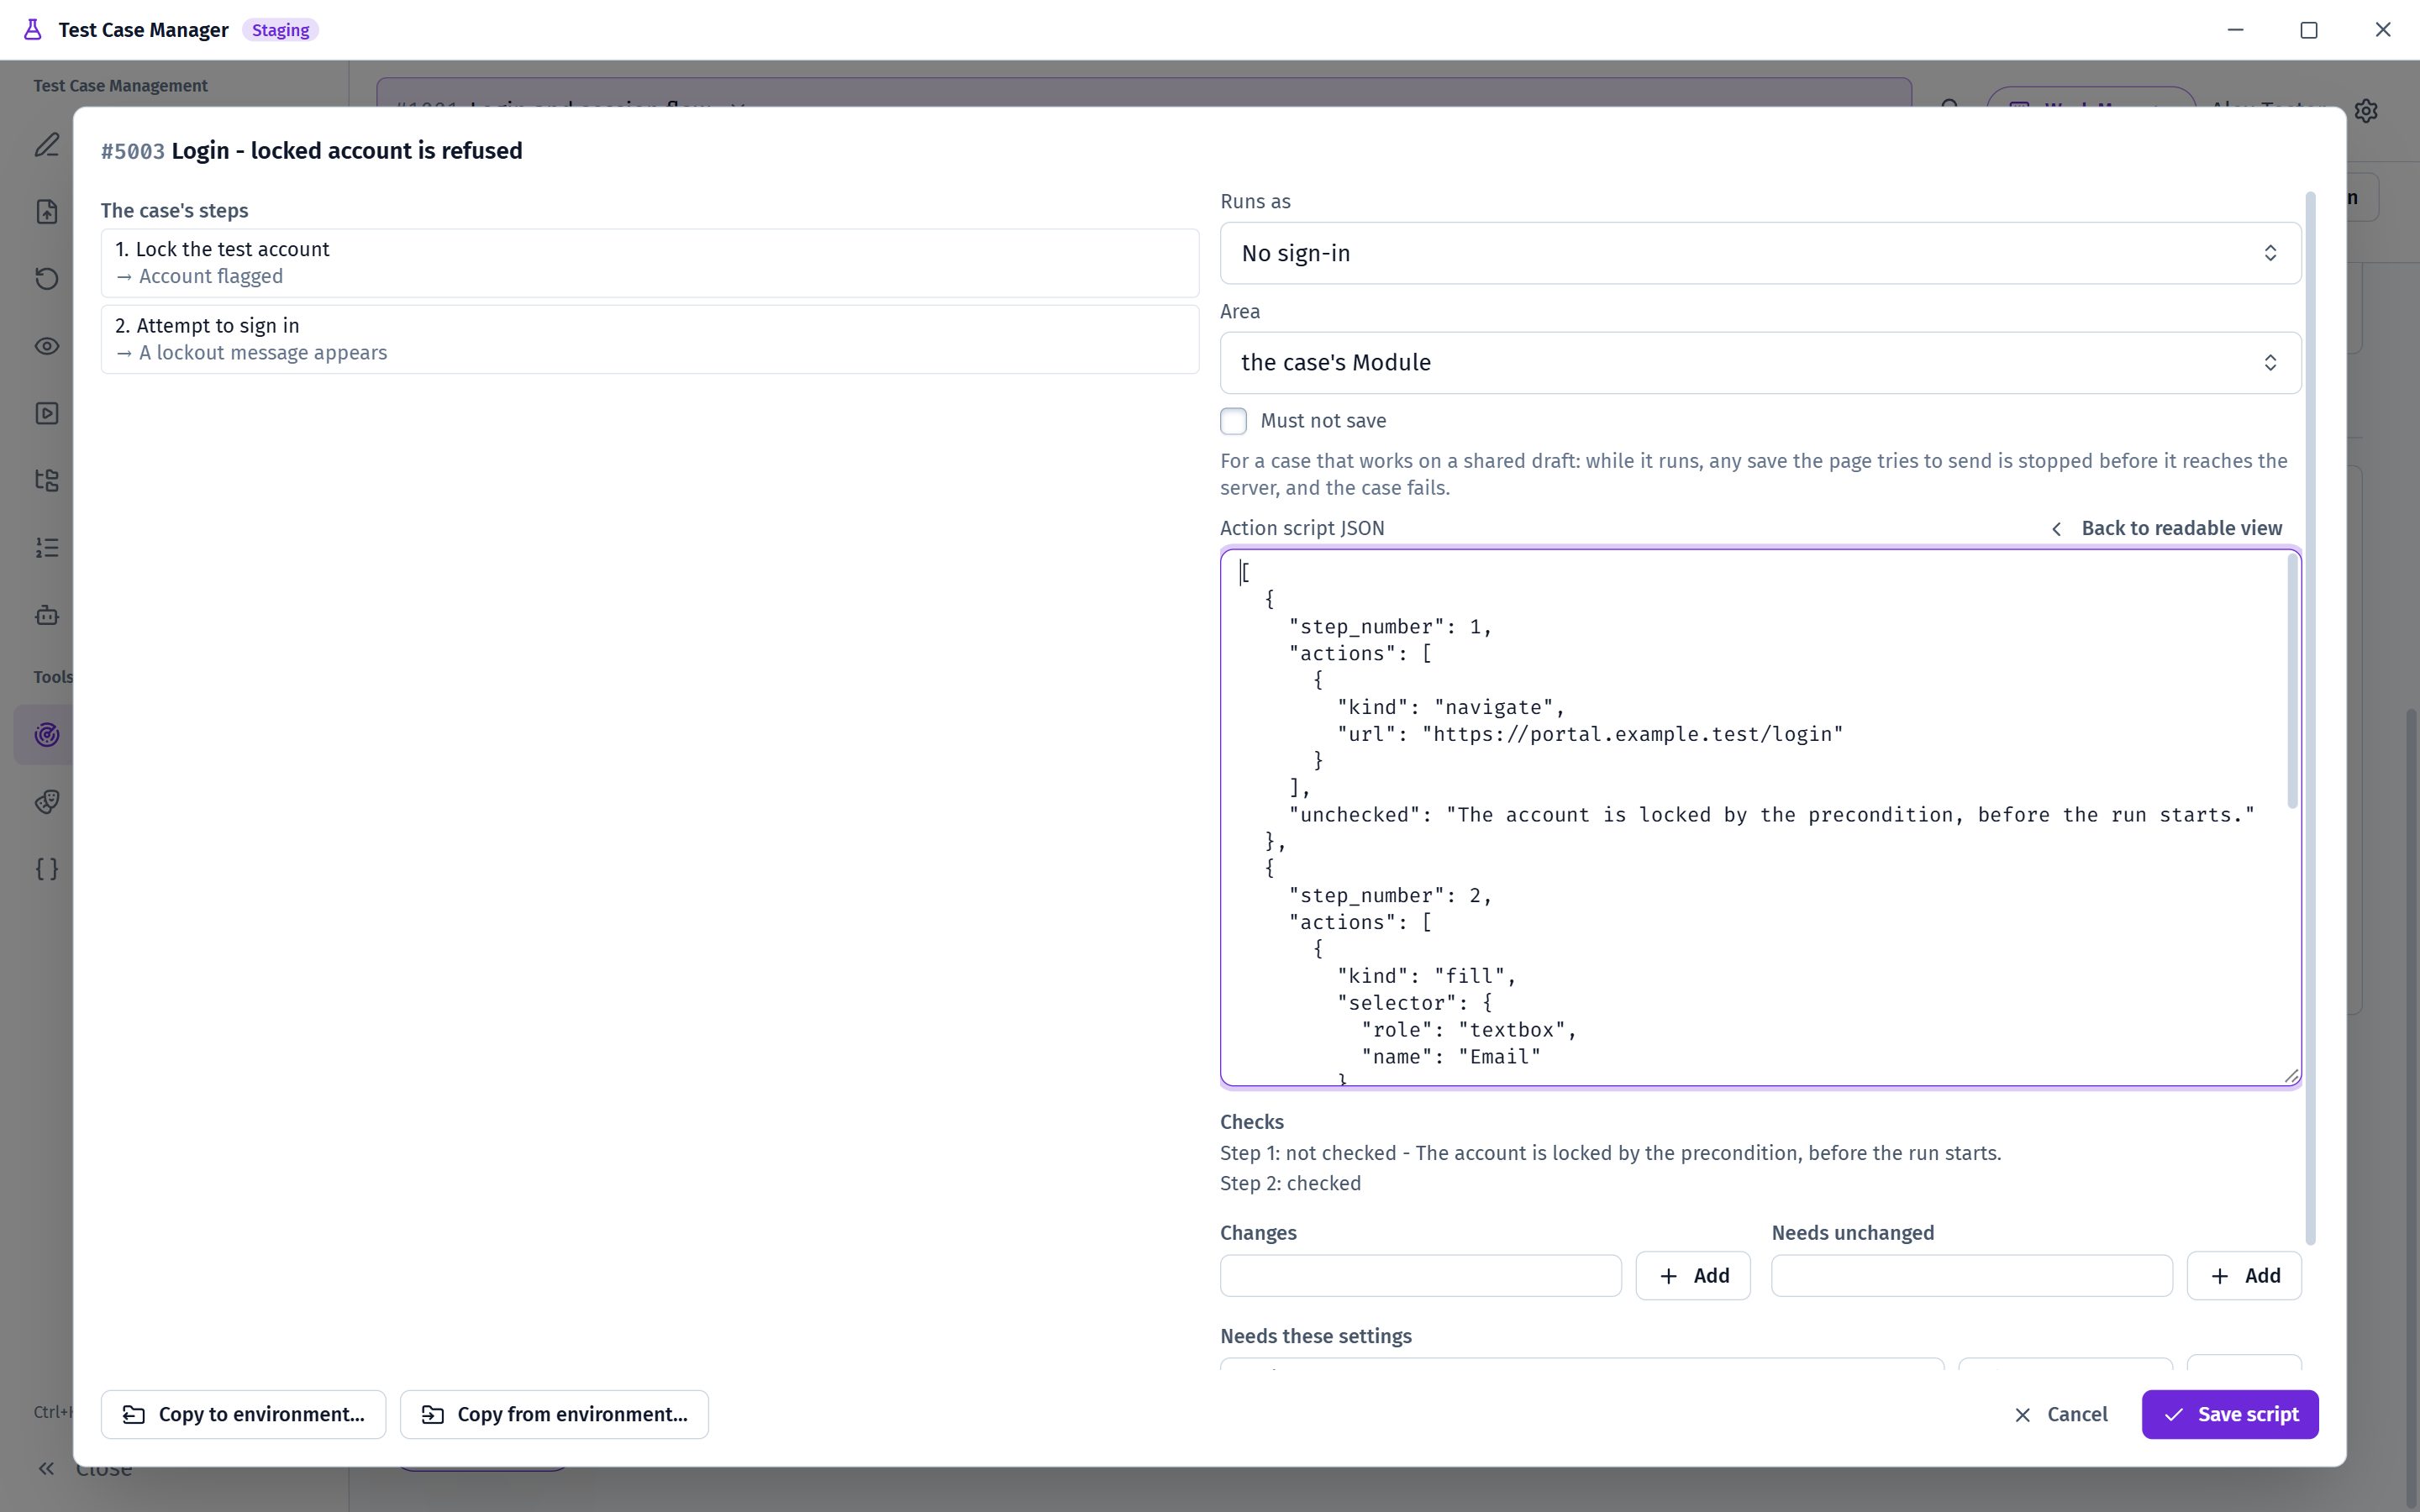 Test Case Manager Staging
Test Case Management
#5003 Login - locked account is refused
The case's steps
1. Lock the test account
→ Account flagged
2. Attempt to sign in
→ A lockout message appears
Runs as
No sign-in
Area
the case's Module
Must not save
For a case that works on a shared draft: while it runs, any save the page tries to send is stopped before it reaches the
server, and the case fails.
Action script JSON
Back to readable view
[
{
"step_number": 1,
"actions": [
{
"kind": "navigate",
"url": "https://portal.example.test/login"
}
],
"unchecked": "The account is locked by the precondition, before the run starts."
},
{
"step_number": 2,
"actions": [
{
"kind": "fill",
"selector": {
"role": "textbox",
"name": "Email"
}
Checks
Step 1: not checked - The account is locked by the precondition, before the run starts.
Step 2: checked
Changes
Needs unchanged
Add
Add
Needs these settings
Copy to environment...
Copy from environment...
Cancel
Save script
Tools
Close